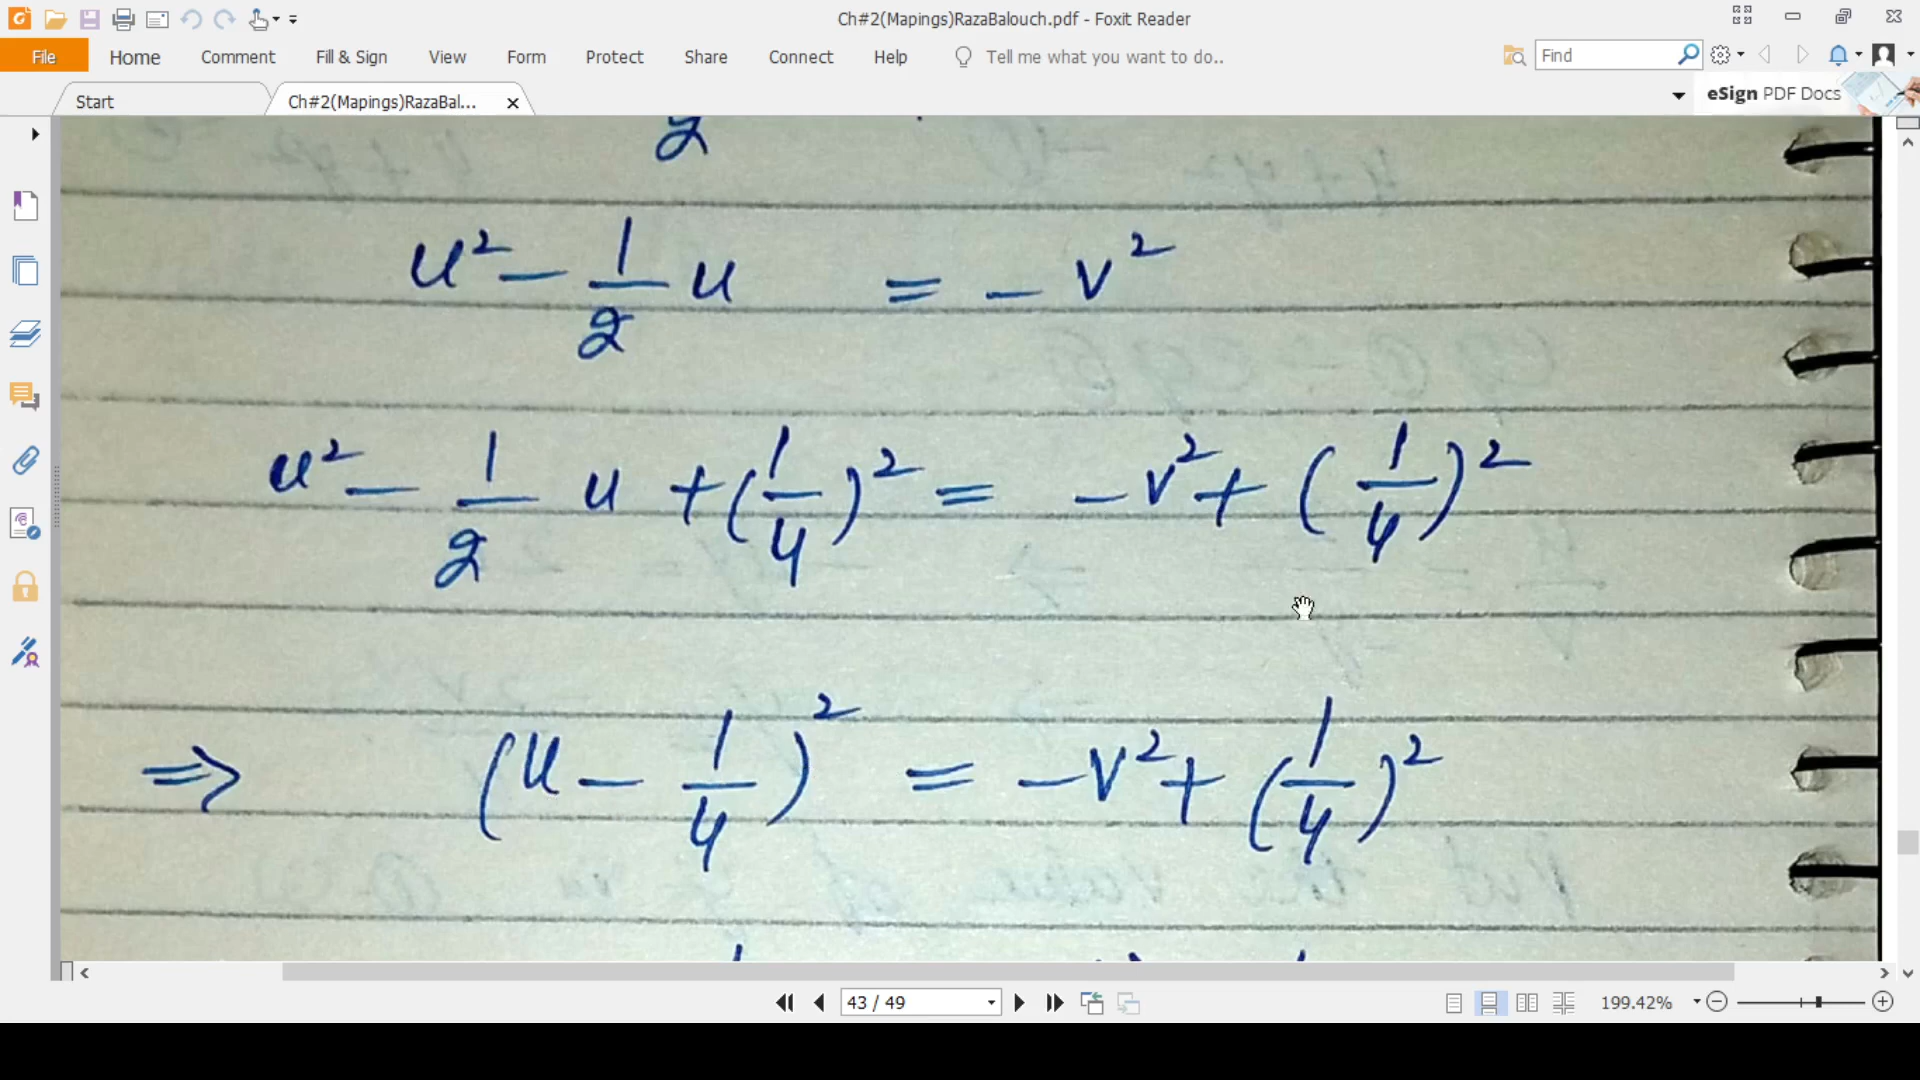 Ch#2(Mapings)RazaBalouch.pdf - Foxit Reader
File Home Comment Fill & Sign View Form Protect Share Connect Help Tell me what you want to do.. Find
Start Ch#2(Mapings)RazaBal... eSign PDF Docs
2
u² - 1/2 u = - v²
u² - 1/2 u + (1/4)² = - v² + (1/4)²
⇒ (u - 1/4)² = - v² + (1/4)²
43 / 49 199.42%